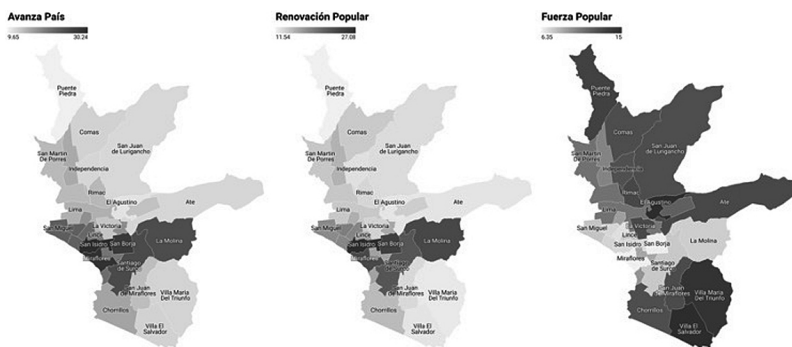 Avanza País
9.65 30.24
Puente
Piedra
Comas
San Juan
de Lurigancho
San Martin
De Porres
Independencia
Rimac
El Agustino
Ate
Lima
La Victoria
San Miguel
Lince
San Isidro
San Borja
La Molina
Miraflores
Santiago
de Surco
San Juan
de Miraflores
Villa Maria
Del Triunfo
Chorrillos
Villa El
Salvador
Renovación Popular
11.54 27.08
Puente
Piedra
Comas
San Juan
de Lurigancho
San Martin
De Porres
Independencia
Rimac
El Agustino
Ate
Lima
La Victoria
San Miguel
Lince
San Isidro
San Borja
La Molina
Miraflores
Santiago
de Surco
San Juan
de Miraflores
Villa Maria
Del Triunfo
Chorrillos
Villa El
Salvador
Fuerza Popular
6.35 15
Puente
Piedra
Comas
San Juan
de Lurigancho
San Martin
De Porres
Independencia
Rimac
El Agustino
Ate
Lima
La Victoria
San Miguel
Lince
San Isidro
San Borja
La Molina
Miraflores
Santiago
de Surco
San Juan
de Miraflores
Villa Maria
Del Triunfo
Chorrillos
Villa El
Salvador